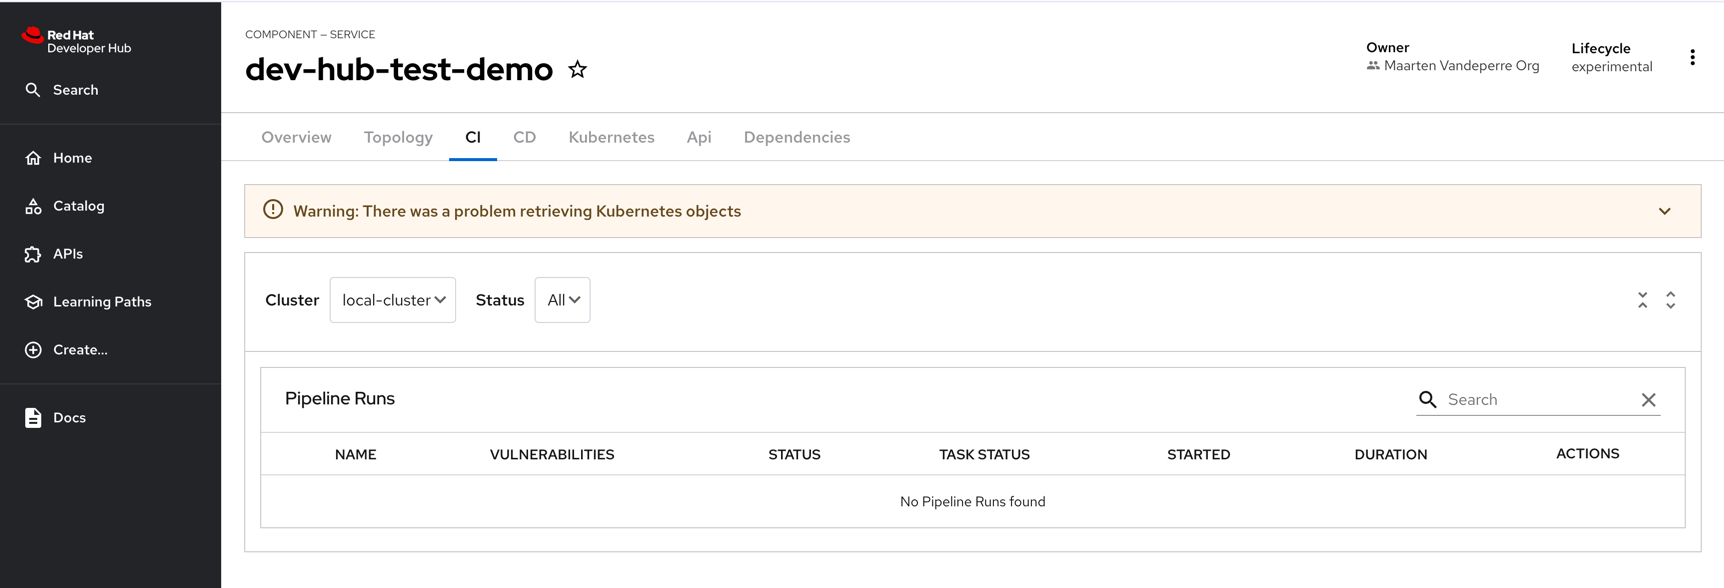 Red Hat
Developer Hub
Search
Home
Catalog
APIs
Learning Paths
Create...
Docs
COMPONENT — SERVICE
dev-hub-test-demo
Owner
Maarten Vandeperre Org
Lifecycle
experimental
Overview Topology CI CD Kubernetes Api Dependencies
Warning: There was a problem retrieving Kubernetes objects
Cluster local-cluster Status All
Pipeline Runs
Search
NAME VULNERABILITIES STATUS TASK STATUS STARTED DURATION ACTIONS
No Pipeline Runs found